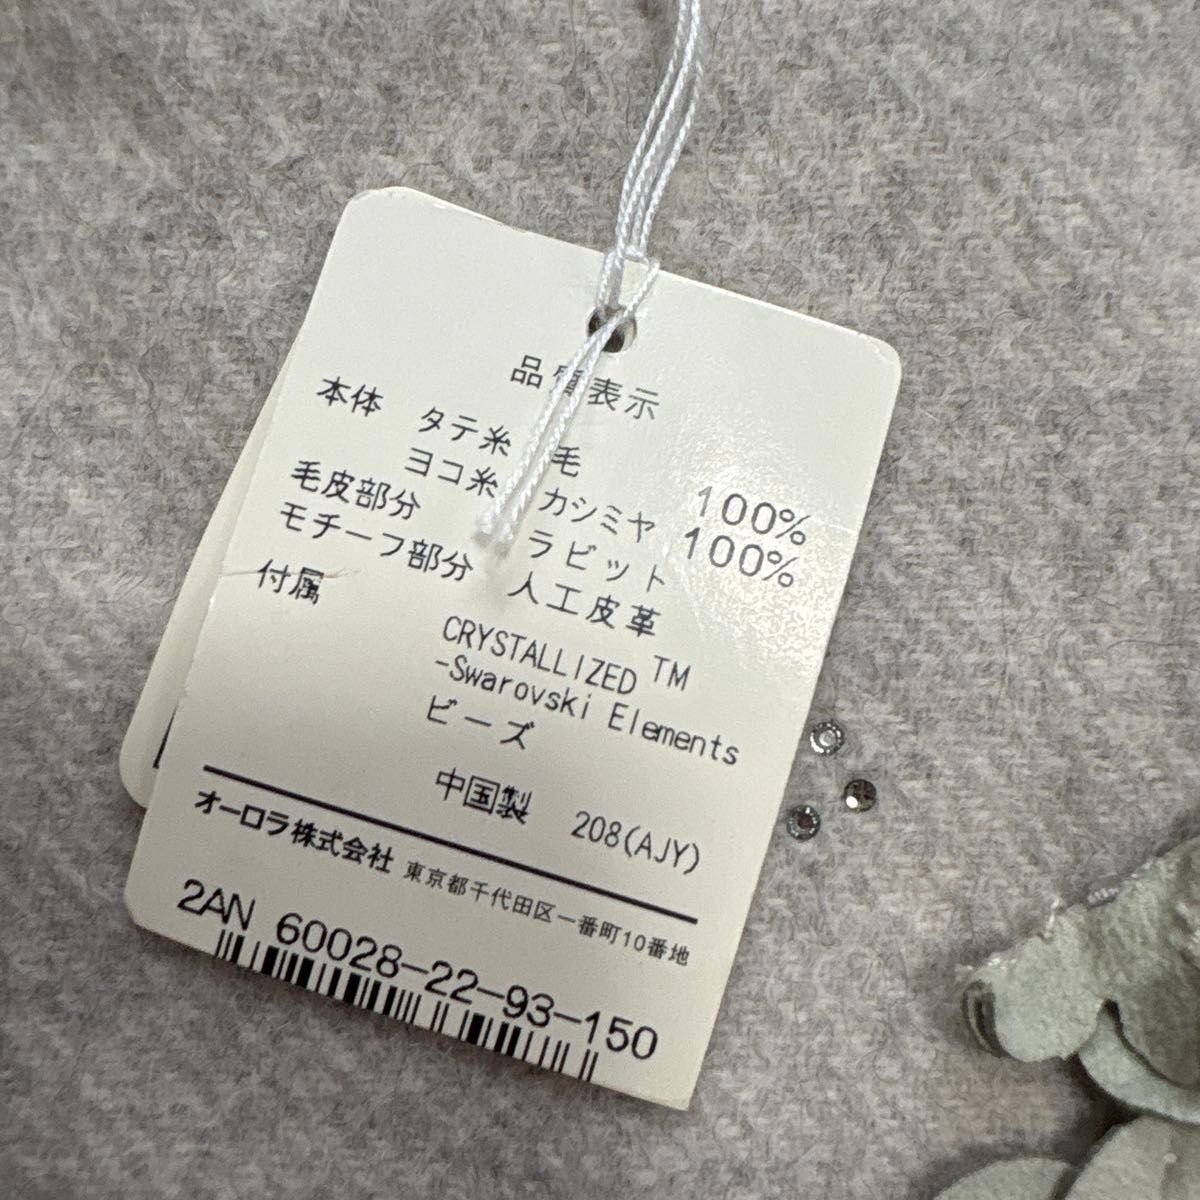 品質表示
本体 タテ糸 毛 100%
ヨコ糸 カシミヤ 100%
毛皮部分 ラビット
モチーフ部分 人工皮革
付属 CRYSTALLIZED™
-Swarovski Elements
ビーズ
中国製 208(AJY)
オーロラ株式会社 東京都千代田区一番町10番地
2AN 60028-22-93-150